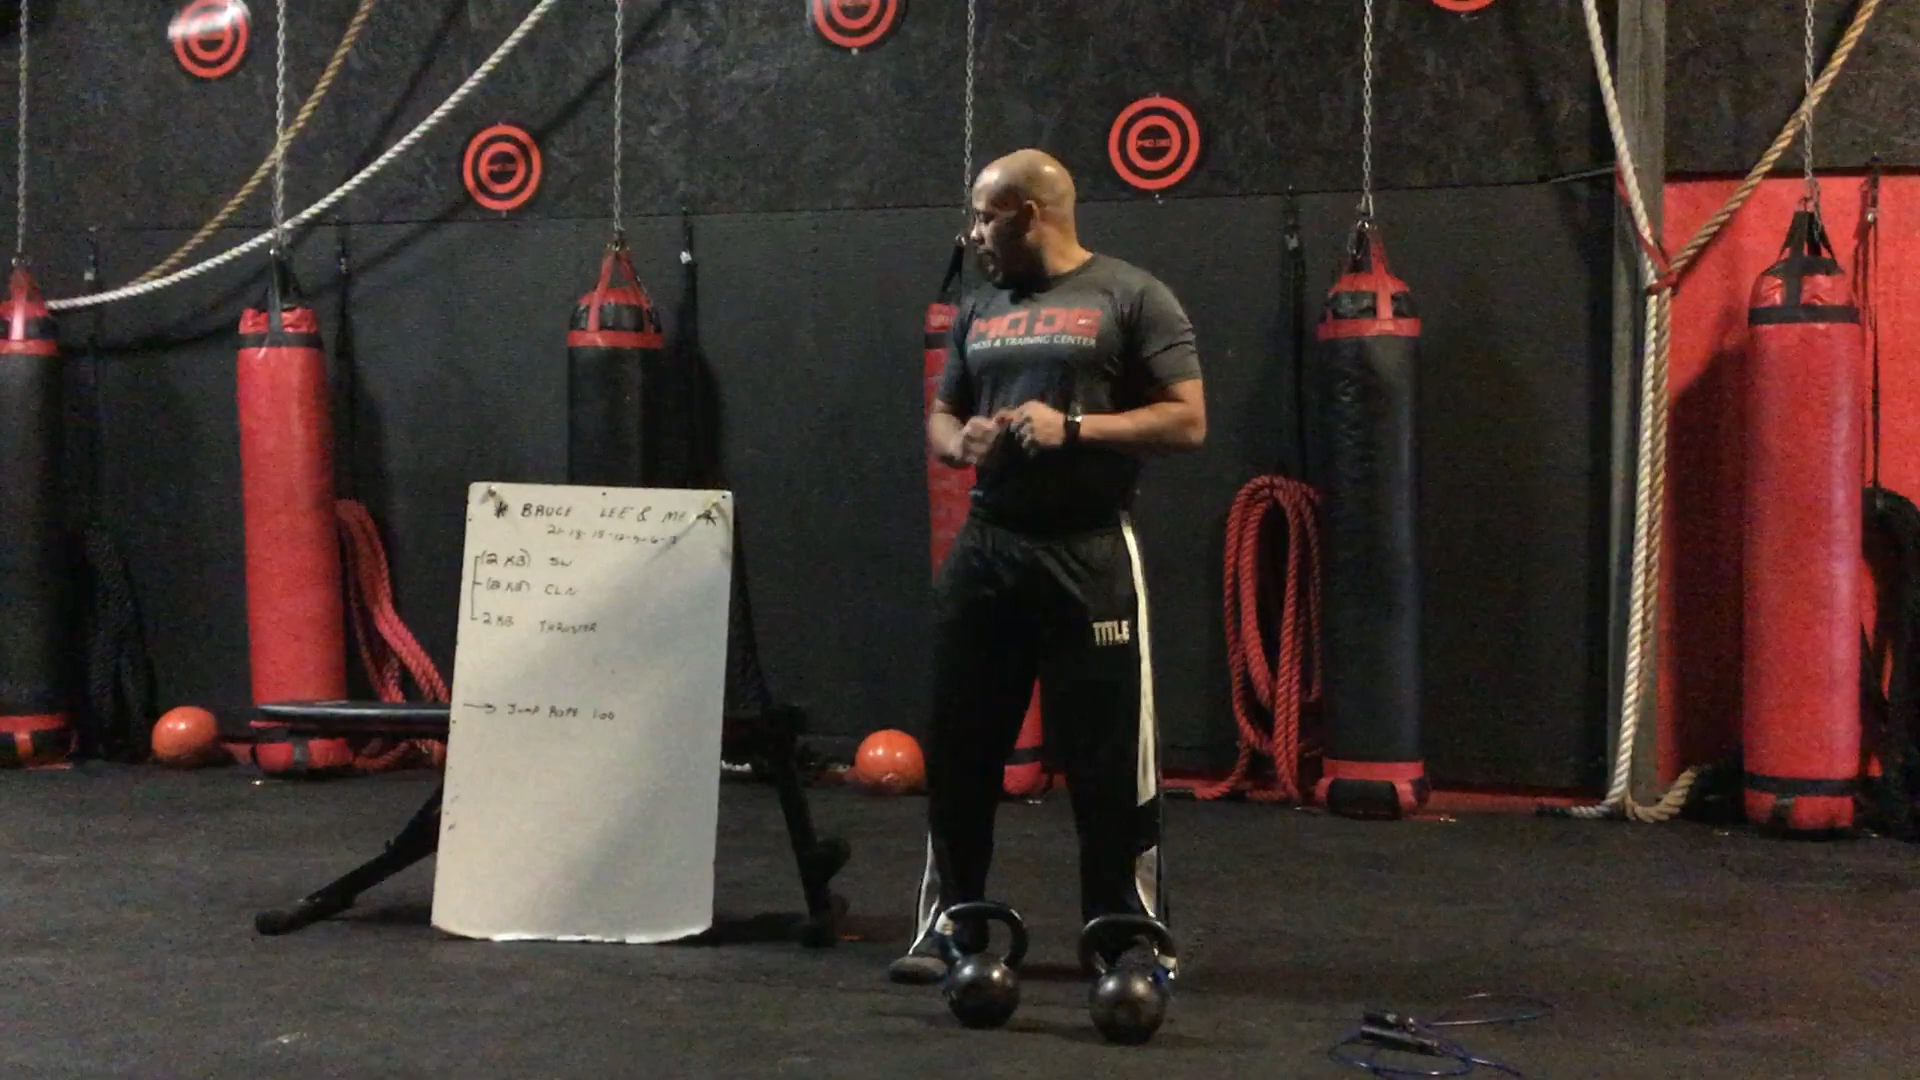 MODE
MODE
FITNESS & TRAINING CENTER
TITLE
* BRUCE LEE & ME *
21-18-15-12-9-6-3
(2 KB) SW
(2 KB) CLN
2 KB THRUSTER
→ JUMP ROPE 100